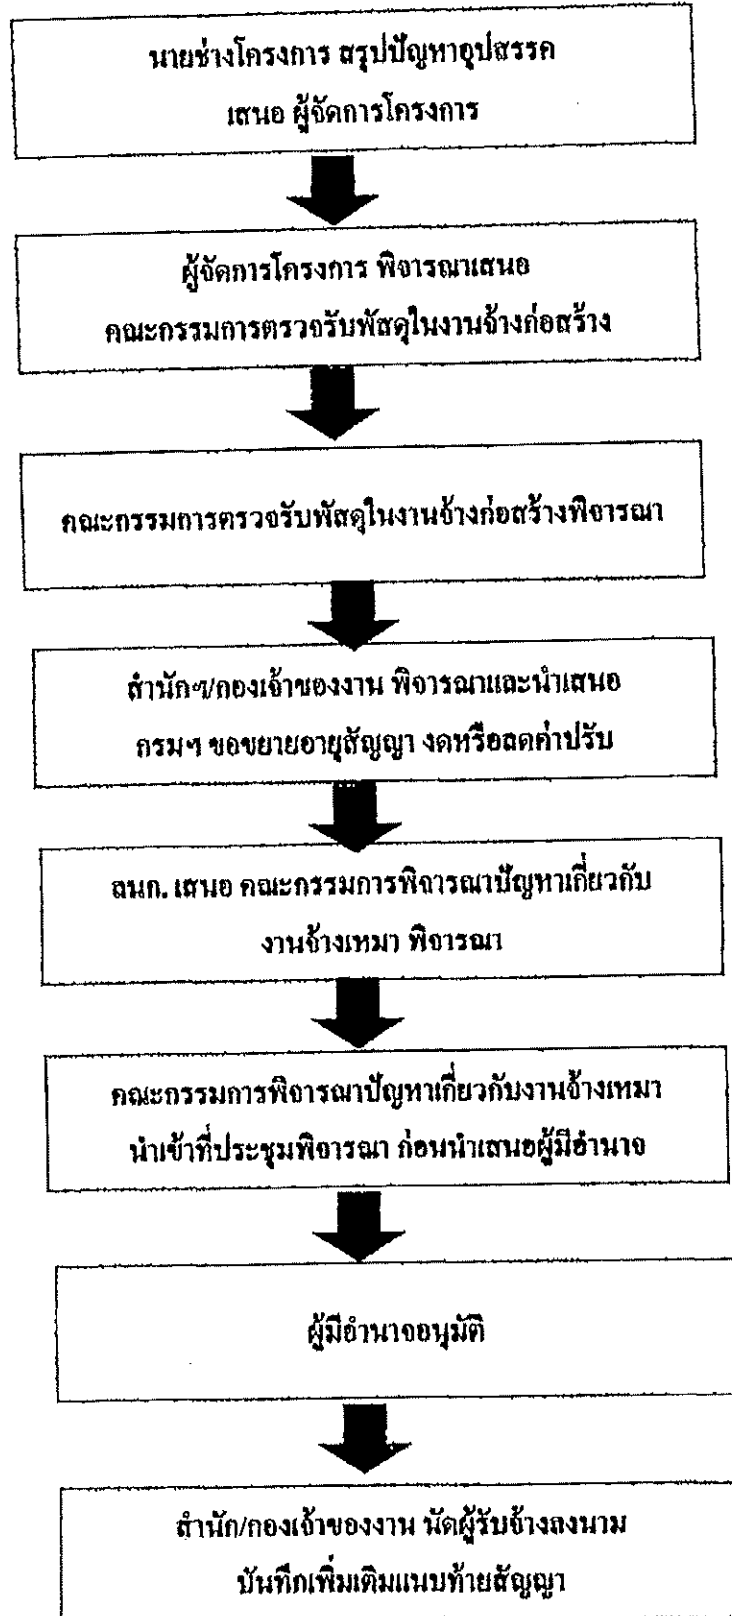 นายช่างโครงการ สรุปปัญหาอุปสรรค
เสนอ ผู้จัดการโครงการ
ผู้จัดการโครงการ พิจารณาเสนอ
คณะกรรมการตรวจรับพัสดุในงานจ้างก่อสร้าง
คณะกรรมการตรวจรับพัสดุในงานจ้างก่อสร้างพิจารณา
สำนักฯ/กองเจ้าของงาน พิจารณาและนำเสนอ
กรมฯ ขอขยายอายุสัญญา งดหรือลดค่าปรับ
ลนก. เสนอ คณะกรรมการพิจารณาปัญหาเกี่ยวกับ
งานจ้างเหมา พิจารณา
คณะกรรมการพิจารณาปัญหาเกี่ยวกับงานจ้างเหมา
นำเข้าที่ประชุมพิจารณา ก่อนนำเสนอผู้มีอำนาจ
ผู้มีอำนาจอนุมัติ
สำนัก/กองเจ้าของงาน นัดผู้รับจ้างลงนาม
บันทึกเพิ่มเติมแนบท้ายสัญญา